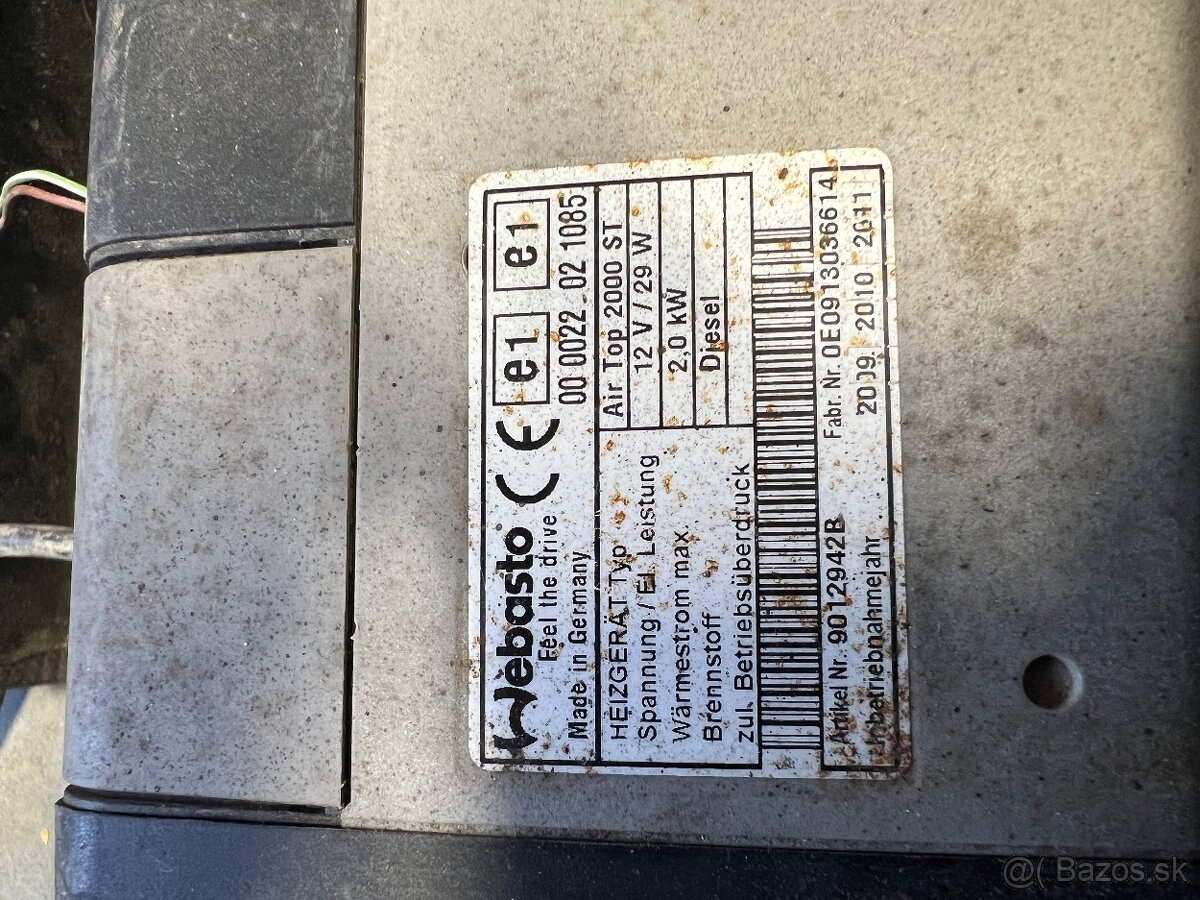 Webasto
Feel the drive
Made in Germany
e1 e1
00 0022 02 1085
HEIZGERÄT Typ Air Top 2000 ST
Spannung / El. Leistung 12 V / 29 W
Wärmestrom max. 2,0 kW
Brennstoff Diesel
zul. Betriebsüberdruck
Artikel Nr. 9012942B Fabr. Nr. 0E0913036614
Inbetriebnahmejahr 2009 2010 2011
@( Bazos.sk